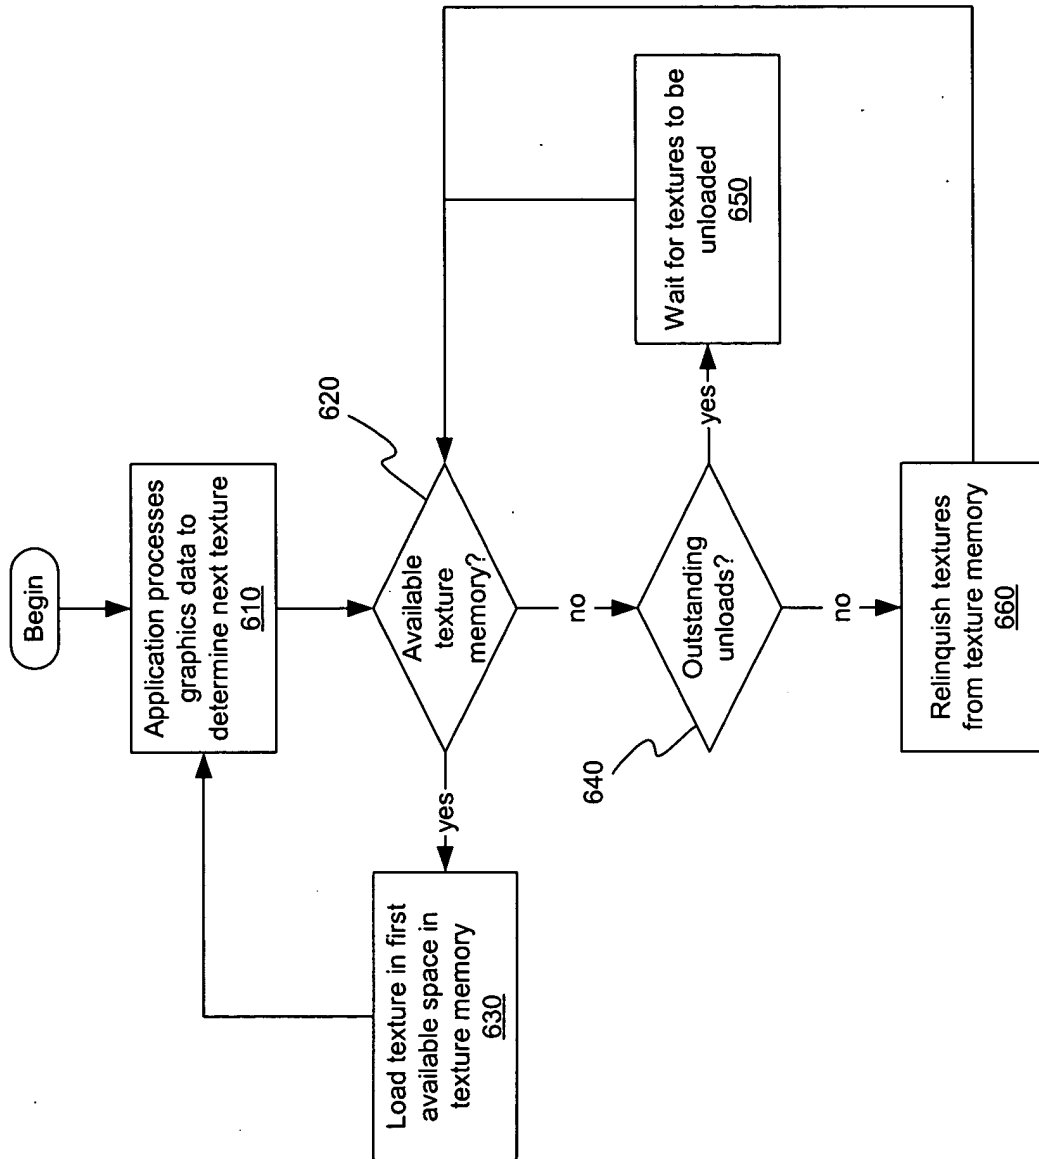 Begin
Application processes
graphics data to
determine next texture
610
620
Available
texture
memory?
yes
no
Load texture in first
available space in
texture memory
630
640
Outstanding
unloads?
yes
no
Wait for textures to be
unloaded
650
Relinquish textures
from texture memory
660